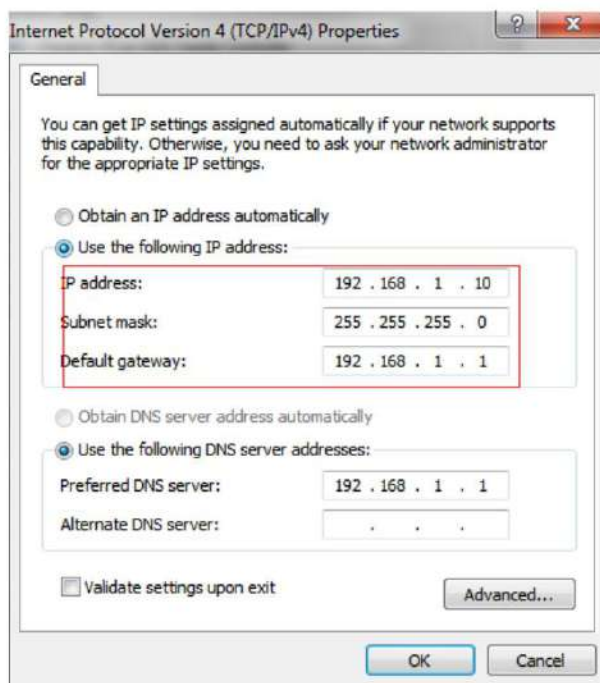 Internet Protocol Version 4 (TCP/IPv4) Properties
General
You can get IP settings assigned automatically if your network supports
this capability. Otherwise, you need to ask your network administrator
for the appropriate IP settings.
Obtain an IP address automatically
Use the following IP address:
IP address: 192 . 168 . 1 . 10
Subnet mask: 255 . 255 . 255 . 0
Default gateway: 192 . 168 . 1 . 1
Obtain DNS server address automatically
Use the following DNS server addresses:
Preferred DNS server: 192 . 168 . 1 . 1
Alternate DNS server: . . .
Validate settings upon exit
Advanced...
OK Cancel